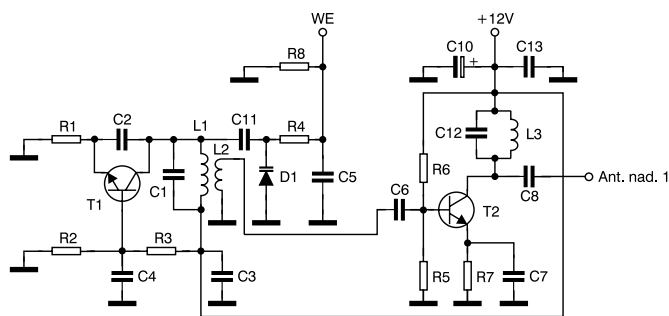 WE
+12V
R8
C10
+
C13
R1
C2
L1
C11
R4
L2
C12
L3
C1
D1
C5
R6
C6
C8
Ant. nad. 1
T1
T2
R2
R3
C4
C3
R5
R7
C7